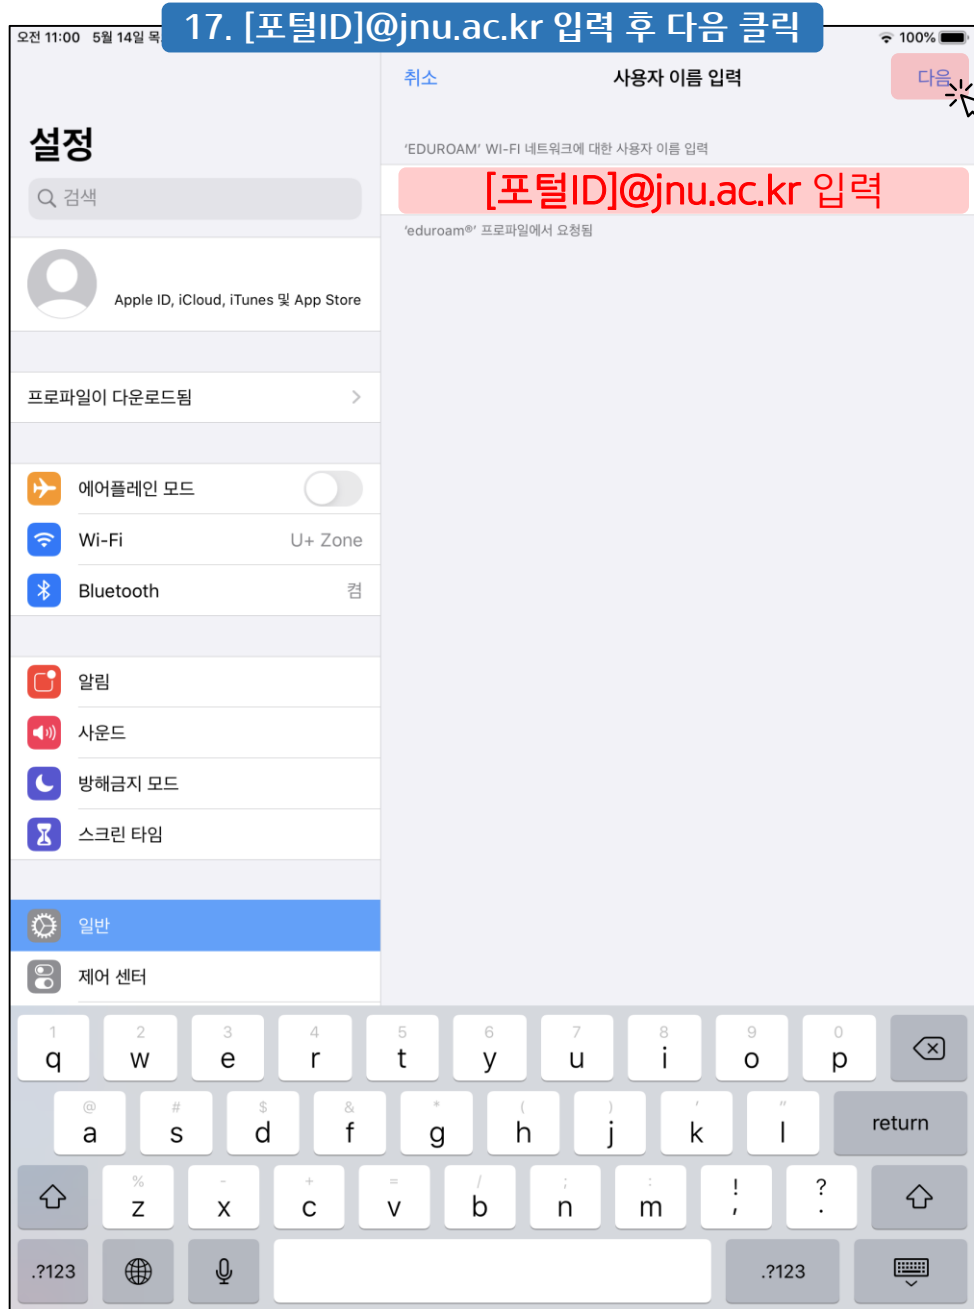 17. [포털ID]@jnu.ac.kr 입력 후 다음 클릭
오전 11:00 5월 14일 목
100%
취소
사용자 이름 입력
다음
설정
검색
'EDUROAM' WI-FI 네트워크에 대한 사용자 이름 입력
[포털ID]@jnu.ac.kr 입력
'eduroam®' 프로파일에서 요청됨
Apple ID, iCloud, iTunes 및 App Store
프로파일이 다운로드됨
에어플레인 모드
Wi-Fi U+ Zone
Bluetooth 켬
알림
사운드
방해금지 모드
스크린 타임
일반
제어 센터
1 2 3 4 5 6 7 8 9 0
q w e r t y u i o p
@ # $ & * ( ) ' "
a s d f g h j k l return
% - + = / ; : ! ?
z x c v b n m , .
.?123 .?123